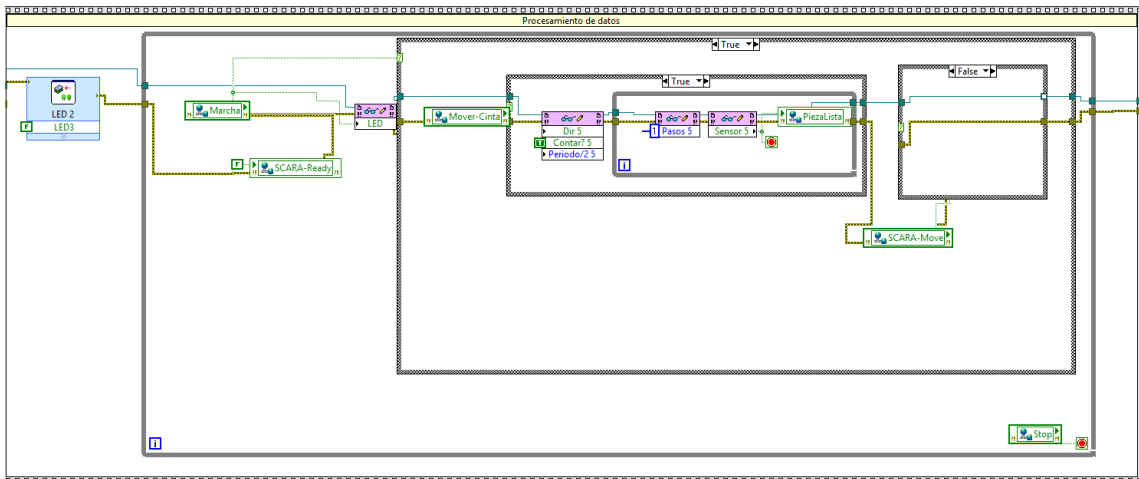 Procesamiento de datos
True
True
False
LED 2
F LED3
Marcha
LED
Mover-Cinta
Dir 5
T Contar? 5
Periodo/2 5
1 Pasos 5
Sensor 5
PiezaLista
i
F
SCARA-Ready
SCARA-Move
Stop
i